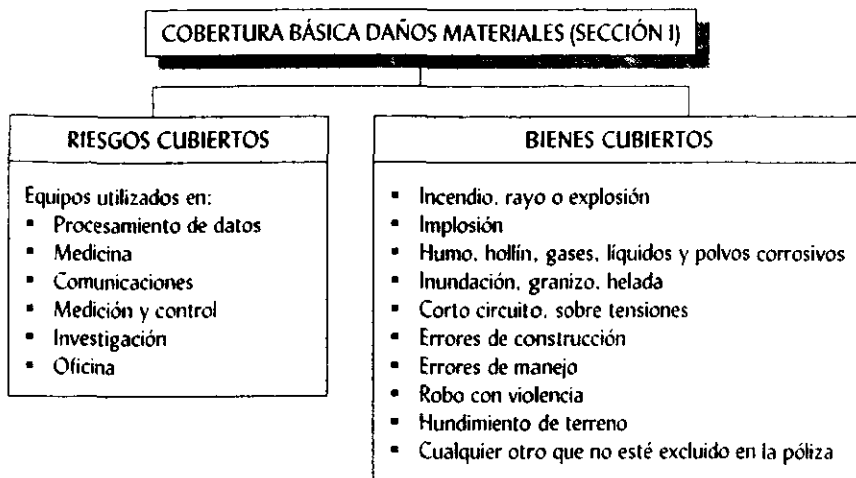 COBERTURA BÁSICA DAÑOS MATERIALES (SECCIÓN I)
RIESGOS CUBIERTOS
Equipos utilizados en:
▪ Procesamiento de datos
▪ Medicina
▪ Comunicaciones
▪ Medición y control
▪ Investigación
▪ Oficina
BIENES CUBIERTOS
▪ Incendio, rayo o explosión
▪ Implosión
▪ Humo, hollín, gases, líquidos y polvos corrosivos
▪ Inundación, granizo, helada
▪ Corto circuito, sobre tensiones
▪ Errores de construcción
▪ Errores de manejo
▪ Robo con violencia
▪ Hundimiento de terreno
▪ Cualquier otro que no esté excluido en la póliza